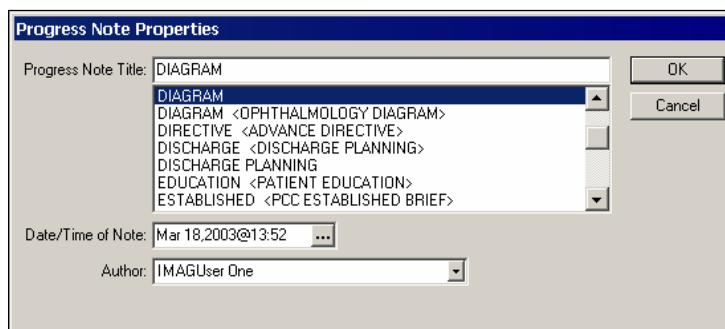 Progress Note Properties
Progress Note Title: DIAGRAM
OK
DIAGRAM
DIAGRAM <OPHTHALMOLOGY DIAGRAM>
Cancel
DIRECTIVE <ADVANCE DIRECTIVE>
DISCHARGE <DISCHARGE PLANNING>
DISCHARGE PLANNING
EDUCATION <PATIENT EDUCATION>
ESTABLISHED <PCC ESTABLISHED BRIEF>
Date/Time of Note: Mar 18,2003@13:52 ...
Author: IMAGUser One